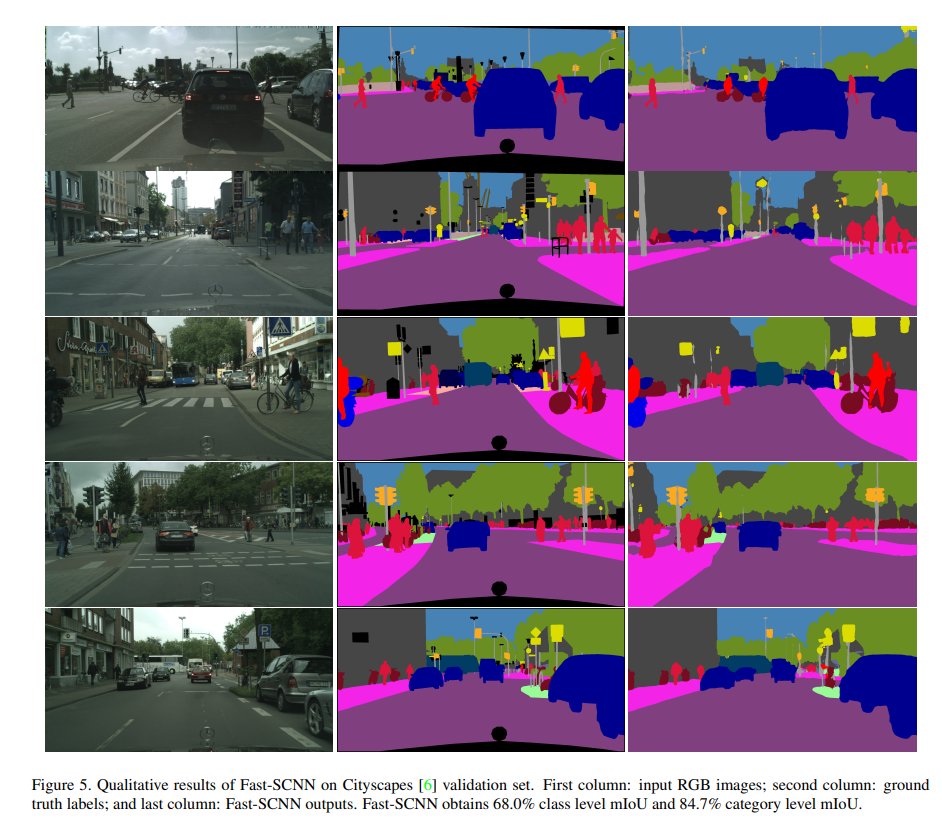 Figure 5. Qualitative results of Fast-SCNN on Cityscapes [6] validation set. First column: input RGB images; second column: ground
truth labels; and last column: Fast-SCNN outputs. Fast-SCNN obtains 68.0% class level mIoU and 84.7% category level mIoU.